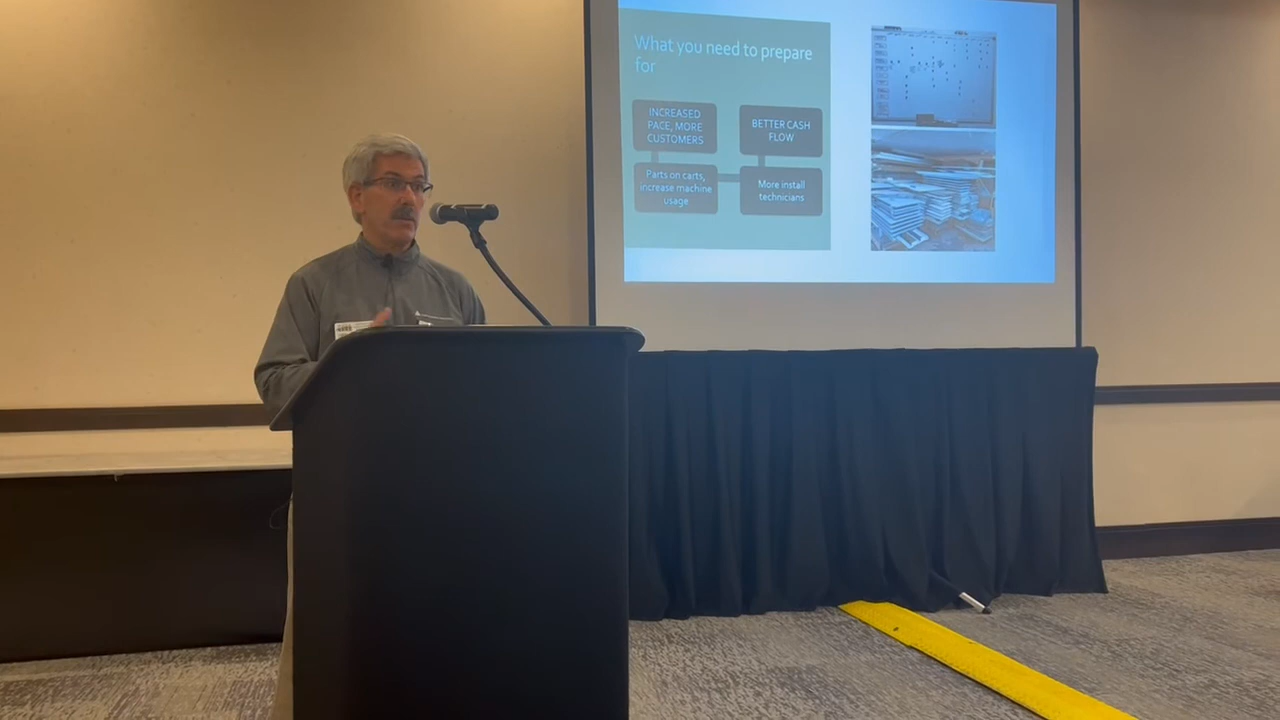 What you need to prepare
for
INCREASED
PACE, MORE
CUSTOMERS
BETTER CASH
FLOW
Parts on carts,
increase machine
usage
More install
technicians